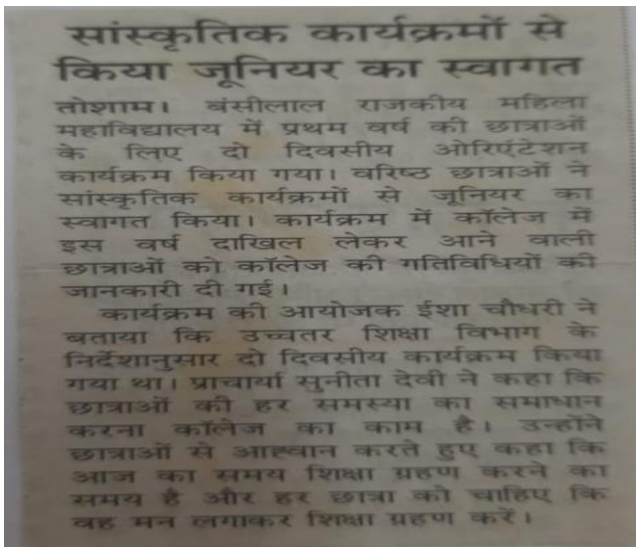 सांस्कृतिक कार्यक्रमों से
किया जूनियर का स्वागत
तोशाम। बंसीलाल राजकीय महिला
महाविद्यालय में प्रथम वर्ष की छात्राओं
के लिए दो दिवसीय ओरिएंटेशन
कार्यक्रम किया गया। वरिष्ठ छात्राओं ने
सांस्कृतिक कार्यक्रमों से जूनियर का
स्वागत किया। कार्यक्रम में कॉलेज में
इस वर्ष दाखिल लेकर आने वाली
छात्राओं को कॉलेज की गतिविधियों की
जानकारी दी गई।
कार्यक्रम की आयोजक ईशा चौधरी ने
बताया कि उच्चतर शिक्षा विभाग के
निर्देशानुसार दो दिवसीय कार्यक्रम किया
गया था। प्राचार्या सुनीता देवी ने कहा कि
छात्राओं की हर समस्या का समाधान
करना कॉलेज का काम है। उन्होंने
छात्राओं से आह्वान करते हुए कहा कि
आज का समय शिक्षा ग्रहण करने का
समय है और हर छात्रा को चाहिए कि
वह मन लगाकर शिक्षा ग्रहण करें।